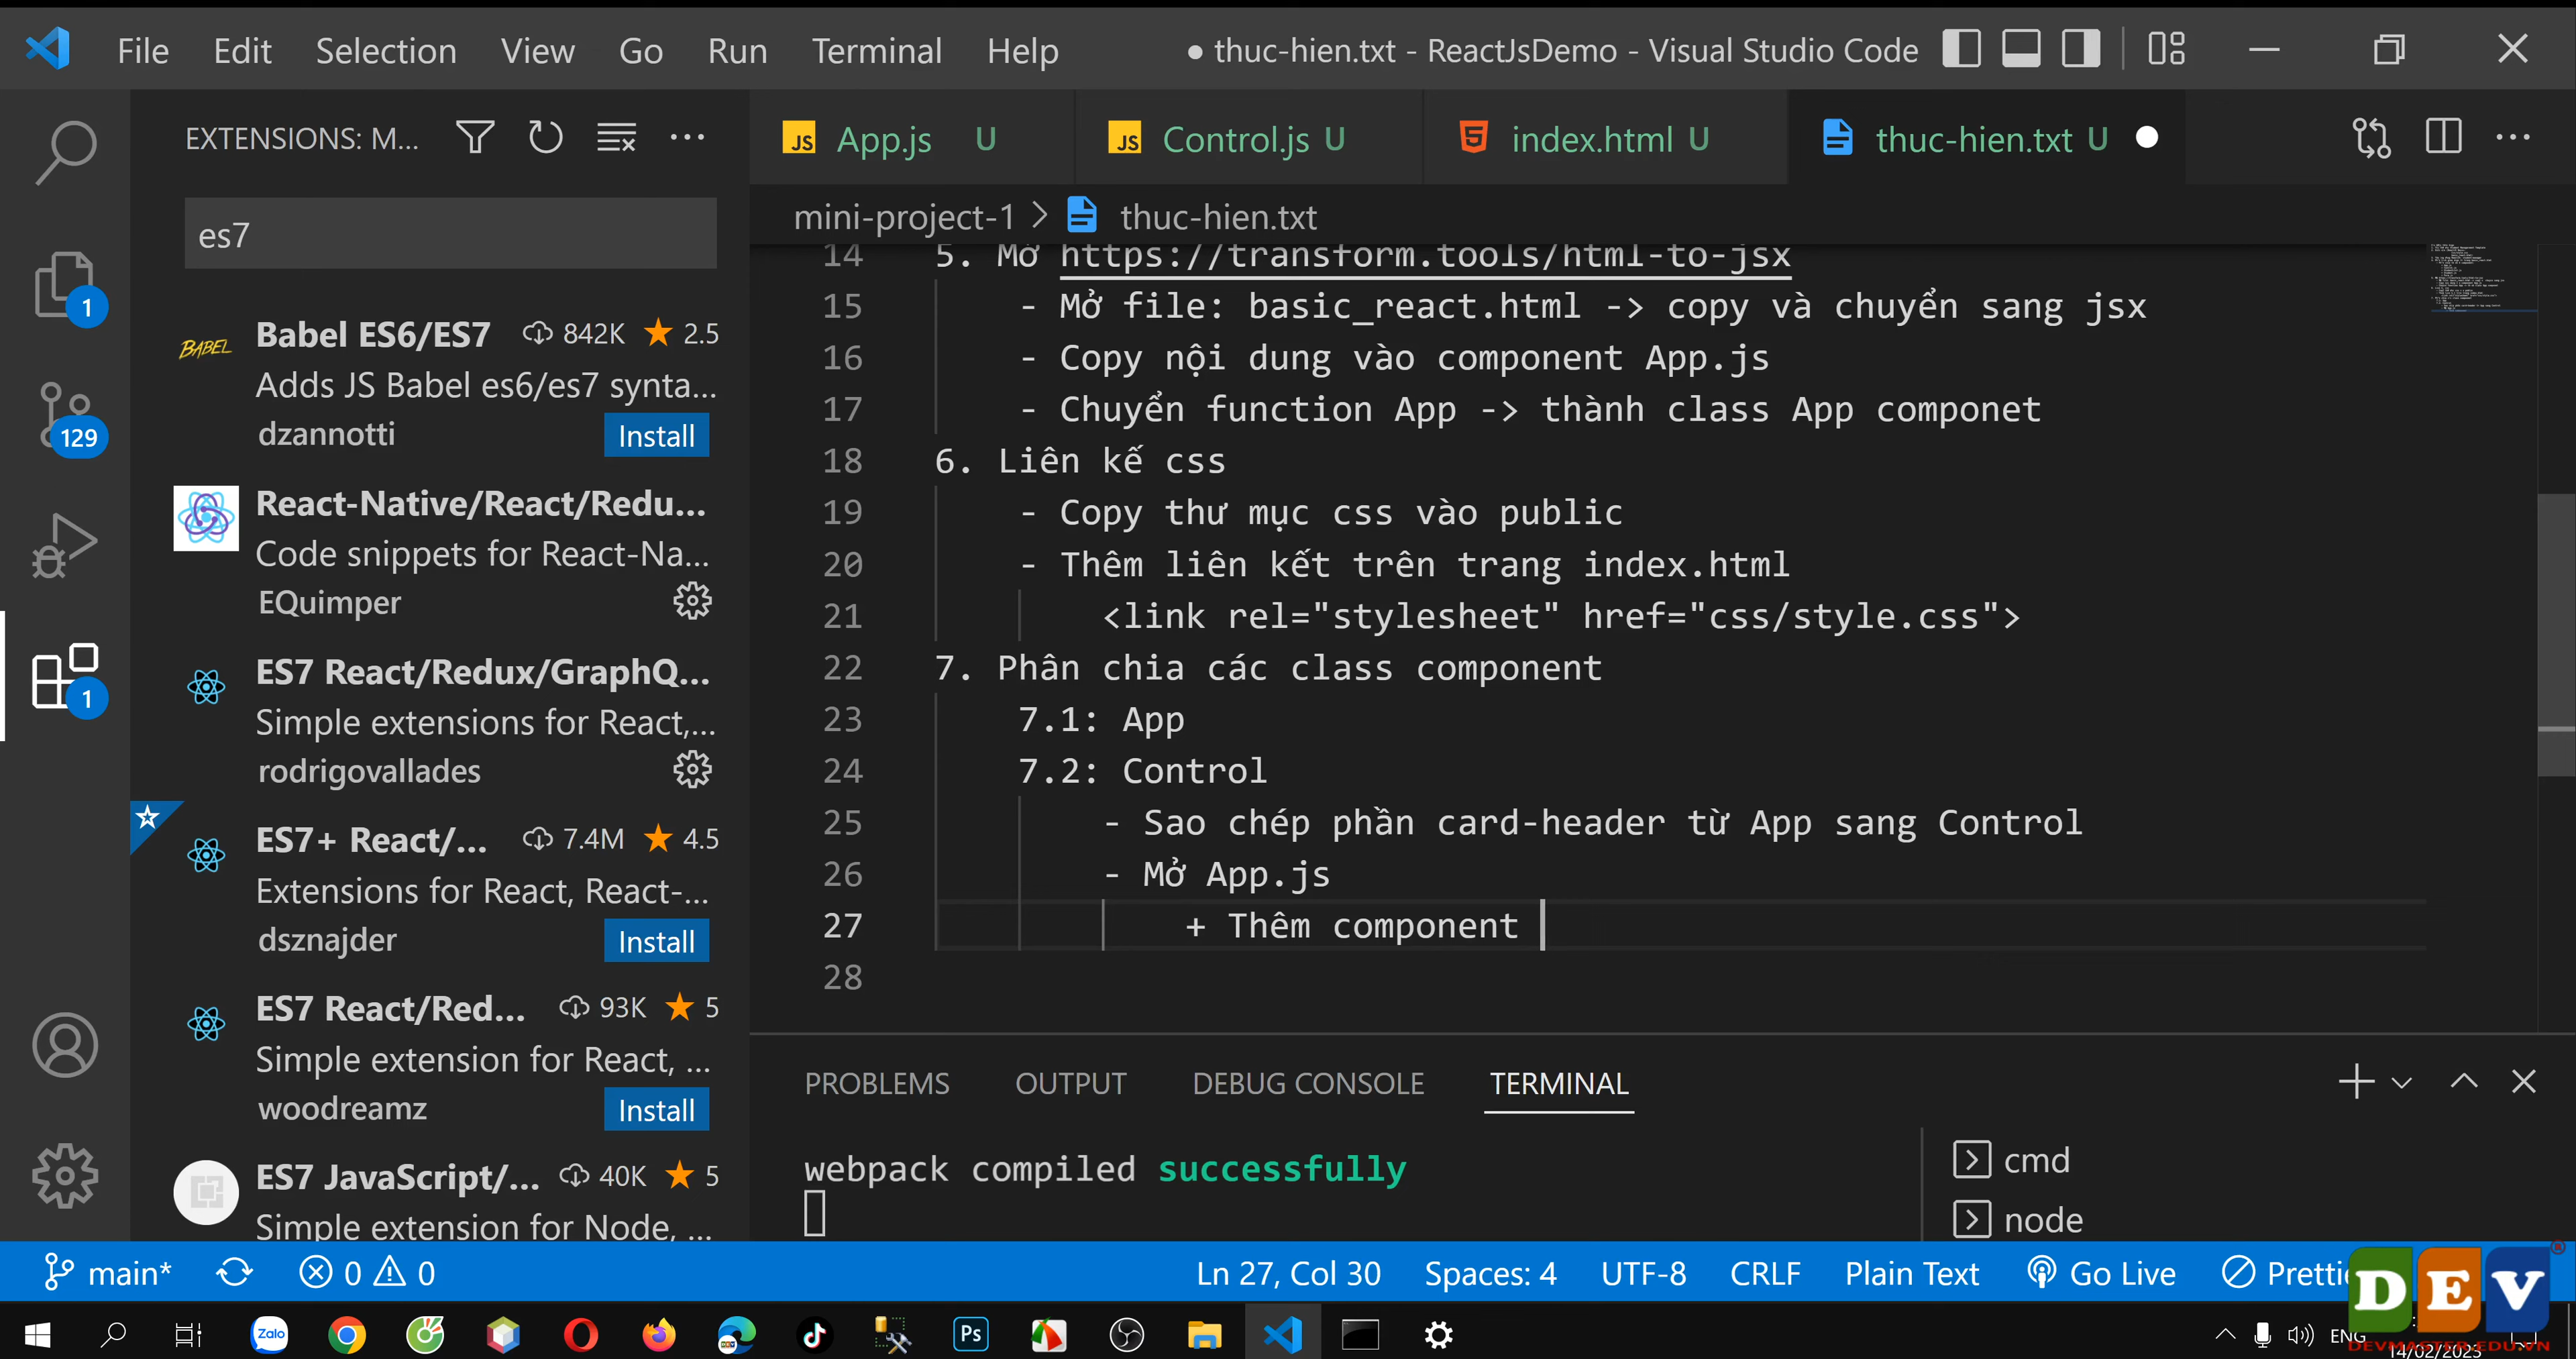 File Edit Selection View Go Run Terminal Help
● thuc-hien.txt - ReactJsDemo - Visual Studio Code
EXTENSIONS: M...
es7
Babel ES6/ES7 842K 2.5
Adds JS Babel es6/es7 synta...
dzannotti Install
React-Native/React/Redu...
Code snippets for React-Na...
EQuimper
ES7 React/Redux/GraphQ...
Simple extensions for React,...
rodrigovallades
ES7+ React/... 7.4M 4.5
Extensions for React, React-...
dsznajder Install
ES7 React/Red... 93K 5
Simple extension for React, ...
woodreamz Install
ES7 JavaScript/... 40K 5
Simple extension for Node, ...
1
129
1
JS App.js U
JS Control.js U
index.html U
thuc-hien.txt U
mini-project-1 > thuc-hien.txt
14 5. Mở https://transform.tools/html-to-jsx
15 - Mở file: basic_react.html -> copy và chuyển sang jsx
16 - Copy nội dung vào component App.js
17 - Chuyển function App -> thành class App componet
18 6. Liên kế css
19 - Copy thư mục css vào public
20 - Thêm liên kết trên trang index.html
21 <link rel="stylesheet" href="css/style.css">
22 7. Phân chia các class component
23 7.1: App
24 7.2: Control
25 - Sao chép phần card-header từ App sang Control
26 - Mở App.js
27 + Thêm component
28
PROBLEMS OUTPUT DEBUG CONSOLE TERMINAL
webpack compiled successfully
cmd
node
main* 0 0
Ln 27, Col 30 Spaces: 4 UTF-8 CRLF Plain Text Go Live
Zalo
Ps
ENG
14/02/2023
DEV
DEVMASTER.EDU.VN